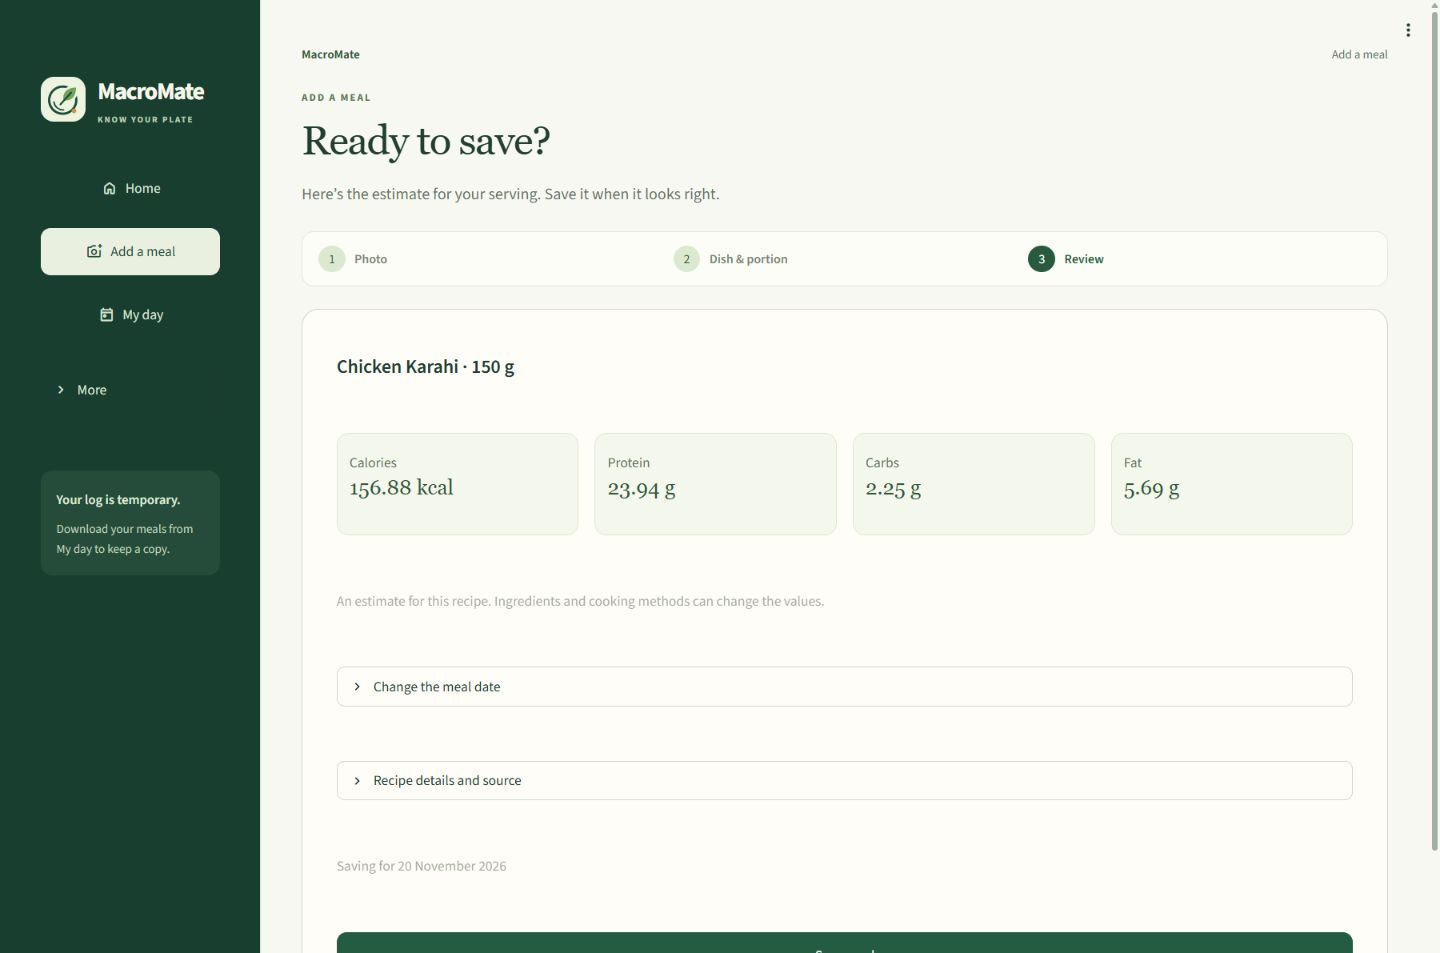 MacroMate
KNOW YOUR PLATE
Home
Add a meal
My day
More
Your log is temporary.
Download your meals from
My day to keep a copy.
MacroMate
Add a meal
ADD A MEAL
Ready to save?
Here's the estimate for your serving. Save it when it looks right.
1 Photo
2 Dish & portion
3 Review
Chicken Karahi · 150 g
Calories
156.88 kcal
Protein
23.94 g
Carbs
2.25 g
Fat
5.69 g
An estimate for this recipe. Ingredients and cooking methods can change the values.
Change the meal date
Recipe details and source
Saving for 20 November 2026